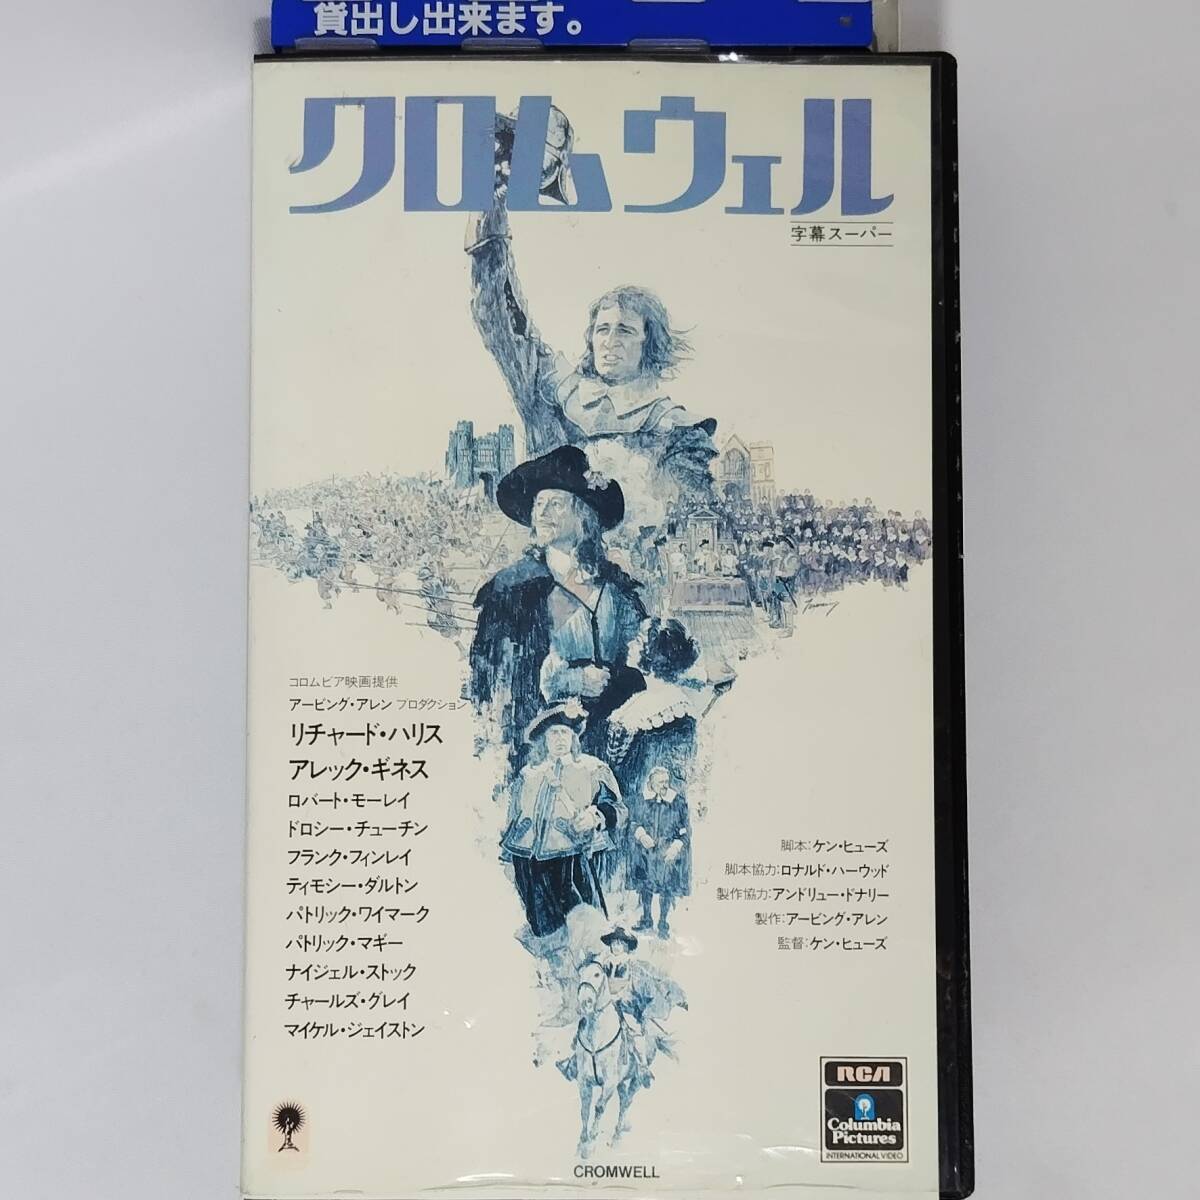 貸出し出来ます。
クロムウェル
字幕スーパー
コロムビア映画提供
アービング・アレン プロダクション
リチャード・ハリス
アレック・ギネス
ロバート・モーレイ
ドロシー・チューチン
フランク・フィンレイ
ティモシー・ダルトン
パトリック・ワイマーク
パトリック・マギー
ナイジェル・ストック
チャールズ・グレイ
マイケル・ジェイストン
脚本:ケン・ヒューズ
脚本協力:ロナルド・ハーウッド
製作協力:アンドリュー・ドナリー
製作:アービング・アレン
監督:ケン・ヒューズ
RCA
Columbia
Pictures
INTERNATIONAL VIDEO
CROMWELL